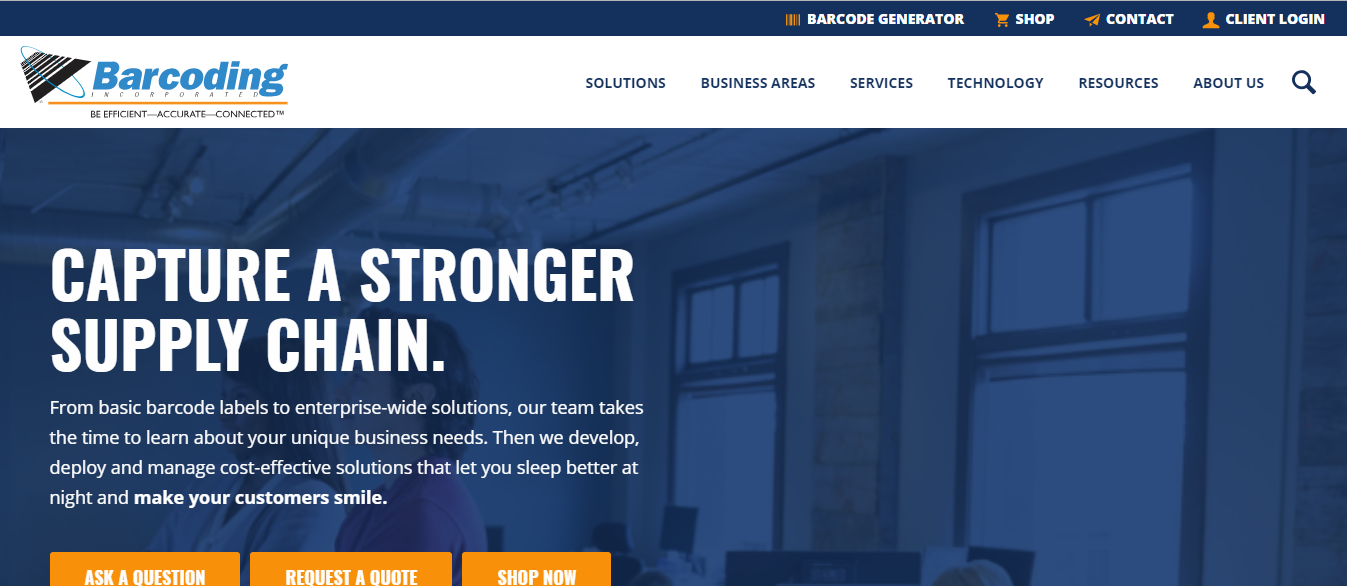 BARCODE GENERATOR SHOP CONTACT CLIENT LOGIN
Barcoding
INCORPORATED
BE EFFICIENT—ACCURATE—CONNECTED™
SOLUTIONS BUSINESS AREAS SERVICES TECHNOLOGY RESOURCES ABOUT US
CAPTURE A STRONGER
SUPPLY CHAIN.
From basic barcode labels to enterprise-wide solutions, our team takes
the time to learn about your unique business needs. Then we develop,
deploy and manage cost-effective solutions that let you sleep better at
night and make your customers smile.
ASK A QUESTION REQUEST A QUOTE SHOP NOW